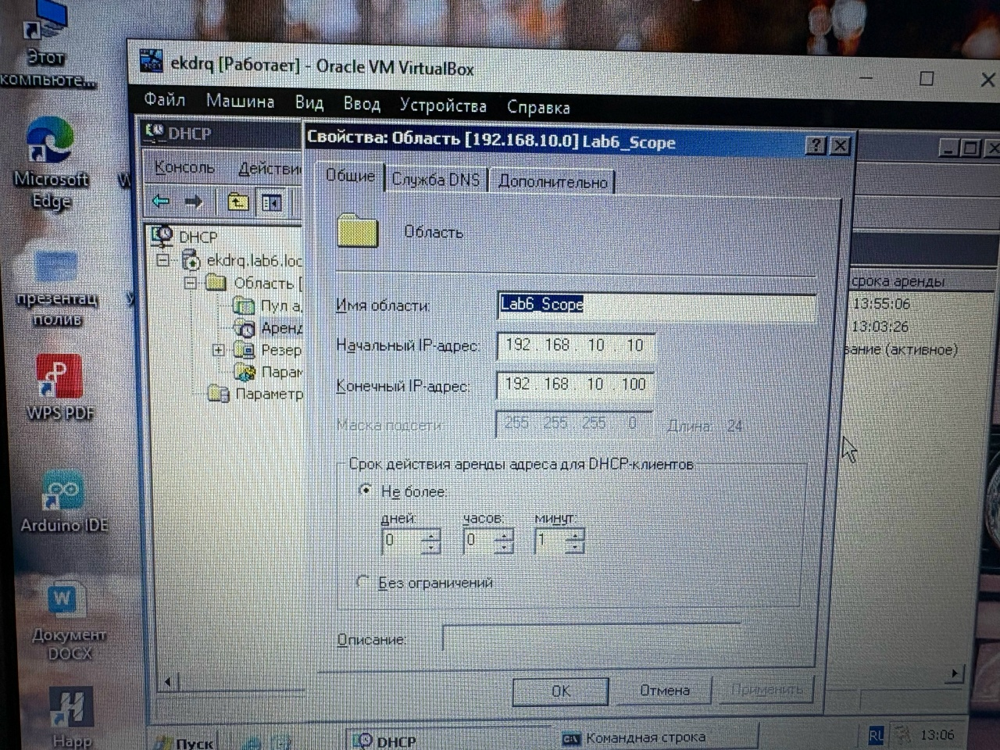 Этот
компьюте...
Microsoft
Edge
презентац
полив
WPS PDF
Arduino IDE
Документ
DOCX
Happ
ekdrq [Работает] - Oracle VM VirtualBox
Файл Машина Вид Ввод Устройства Справка
DHCP
Консоль Действи
DHCP
ekdrq.lab6.loc
Область [
Пул а
Аренд
Резер
Парам
Параметр
Свойства: Область [192.168.10.0] Lab6_Scope
Общие Служба DNS Дополнительно
Область
Имя области: Lab6_Scope
Начальный IP-адрес: 192 . 168 . 10 . 10
Конечный IP-адрес: 192 . 168 . 10 . 100
Маска подсети: 255 . 255 . 255 . 0 Длина: 24
Срок действия аренды адреса для DHCP-клиентов
Не более:
дней: часов: минут:
0 0 1
Без ограничений
Описание:
OK Отмена Применить
срока аренды
13:55:06
13:03:26
вание (активное)
Пуск DHCP Командная строка RU 13:06